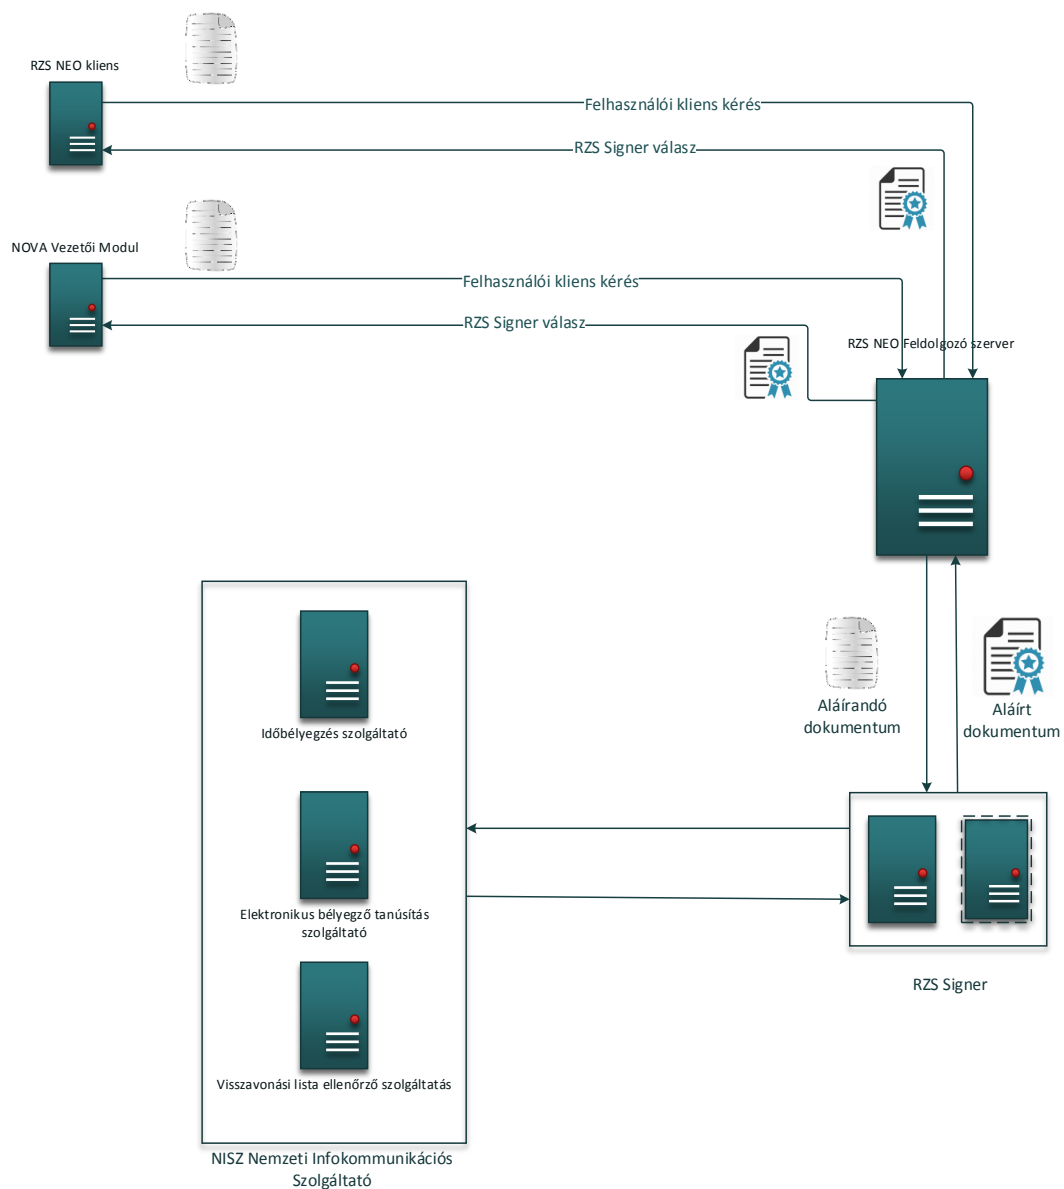 RZS NEO kliens
Felhasználói kliens kérés
RZS Signer válasz
NOVA Vezetői Modul
Felhasználói kliens kérés
RZS Signer válasz
RZS NEO Feldolgozó szerver
Aláírandó
dokumentum
Aláírt
dokumentum
Időbélyegzés szolgáltató
Elektronikus bélyegző tanúsítás
szolgáltató
Visszavonási lista ellenőrző szolgáltatás
RZS Signer
NISZ Nemzeti Infokommunikációs
Szolgáltató